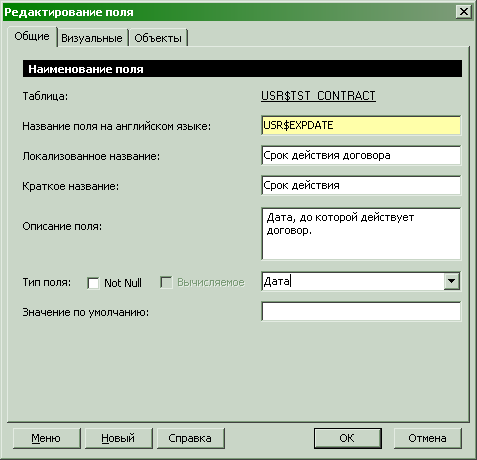 Редактирование поля
Общие Визуальные Объекты
Наименование поля
Таблица: USR$TST_CONTRACT
Название поля на английском языке: USR$EXPDATE
Локализованное название: Срок действия договора
Краткое название: Срок действия
Описание поля: Дата, до которой действует
договор.
Тип поля: Not Null Вычисляемое Дата
Значение по умолчанию:
Меню Новый Справка OK Отмена